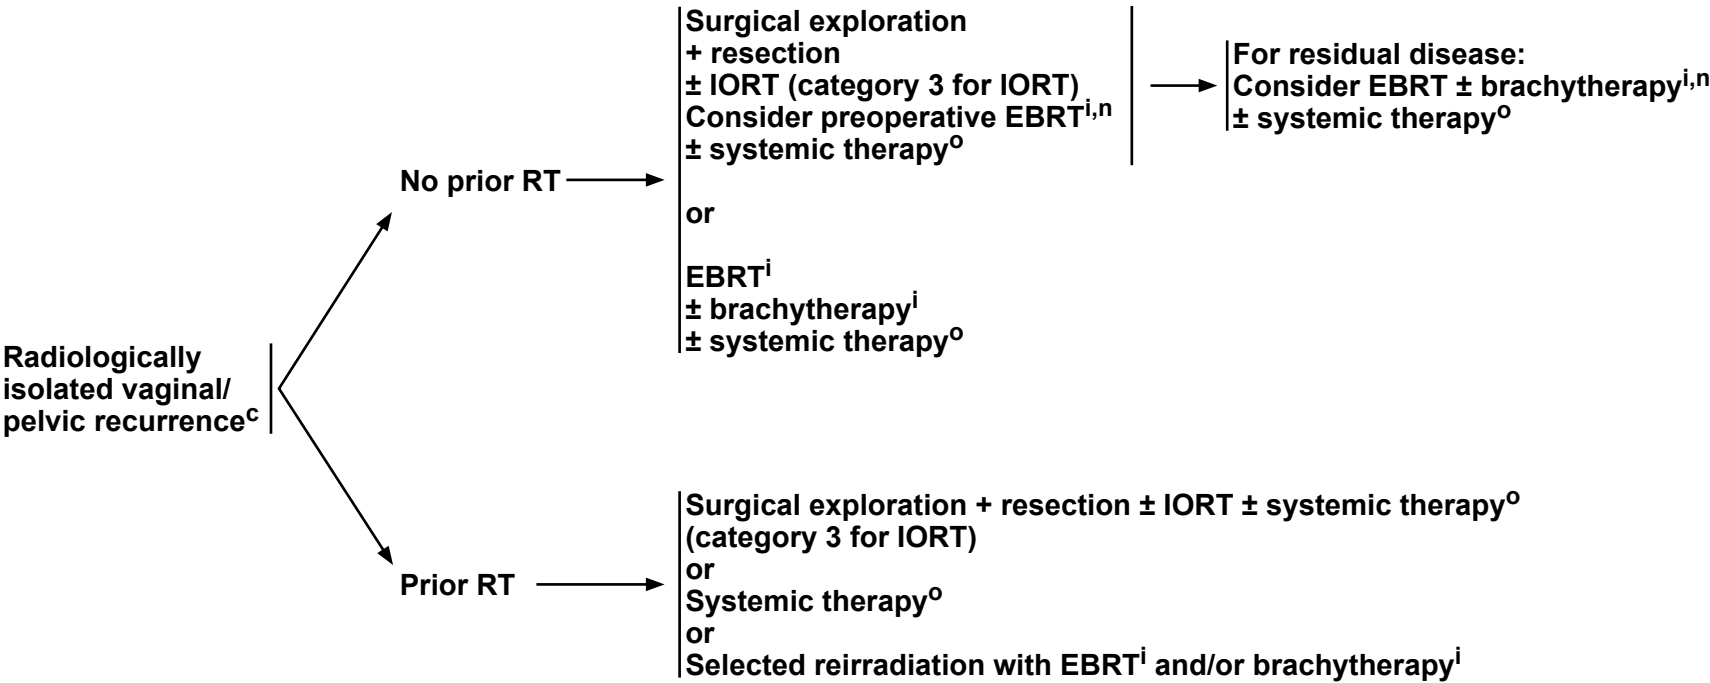 Radiologically
isolated vaginal/
pelvic recurrenceᶜ
No prior RT
Surgical exploration
+ resection
± IORT (category 3 for IORT)
Consider preoperative EBRTⁱ,ⁿ
± systemic therapyᵒ
or
EBRTⁱ
± brachytherapyⁱ
± systemic therapyᵒ
For residual disease:
Consider EBRT ± brachytherapyⁱ,ⁿ
± systemic therapyᵒ
Prior RT
Surgical exploration + resection ± IORT ± systemic therapyᵒ
(category 3 for IORT)
or
Systemic therapyᵒ
or
Selected reirradiation with EBRTⁱ and/or brachytherapyⁱ